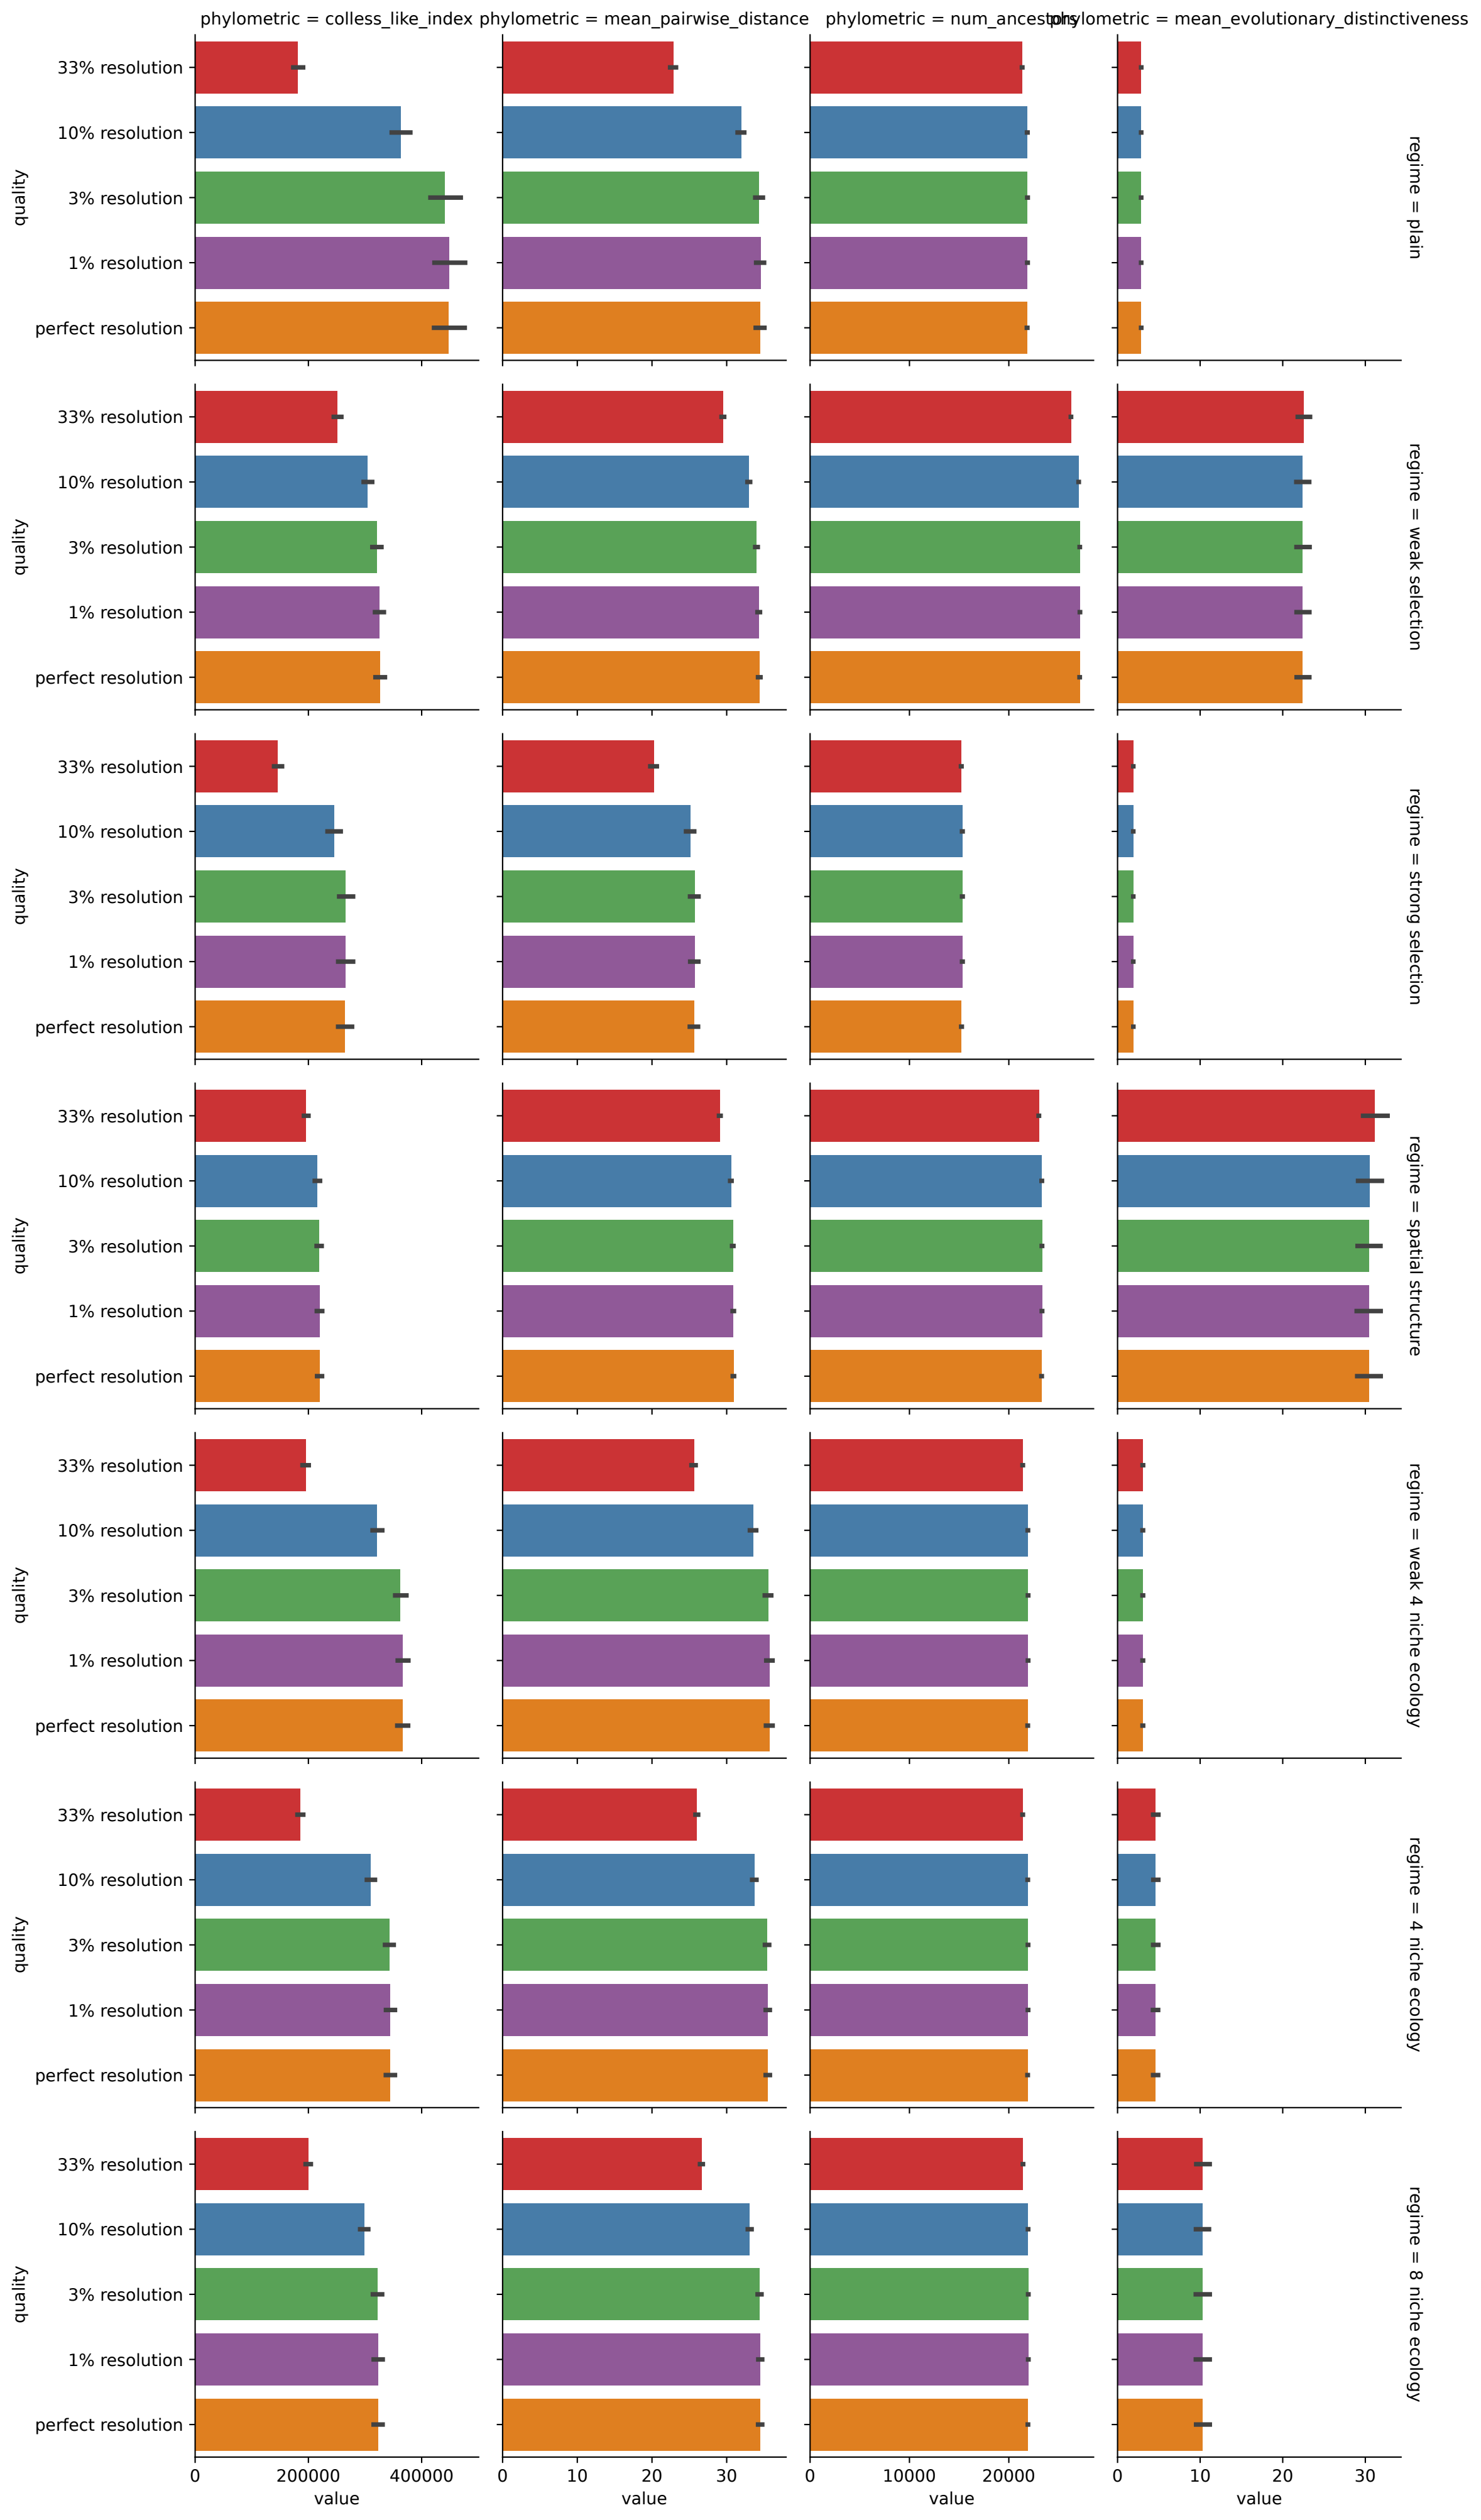 phylometric = colless_like_index
phylometric = mean_pairwise_distance
phylometric = num_ancestors
phylometric = mean_evolutionary_distinctiveness
33% resolution
10% resolution
quality
3% resolution
1% resolution
perfect resolution
regime = plain
33% resolution
10% resolution
quality
3% resolution
1% resolution
perfect resolution
regime = weak selection
33% resolution
10% resolution
quality
3% resolution
1% resolution
perfect resolution
regime = strong selection
33% resolution
10% resolution
quality
3% resolution
1% resolution
perfect resolution
regime = spatial structure
33% resolution
10% resolution
quality
3% resolution
1% resolution
perfect resolution
regime = weak 4 niche ecology
33% resolution
10% resolution
quality
3% resolution
1% resolution
perfect resolution
regime = 4 niche ecology
33% resolution
10% resolution
quality
3% resolution
1% resolution
perfect resolution
regime = 8 niche ecology
0 200000 400000
0 10 20 30
0 10000 20000
0 10 20 30
value
value
value
value